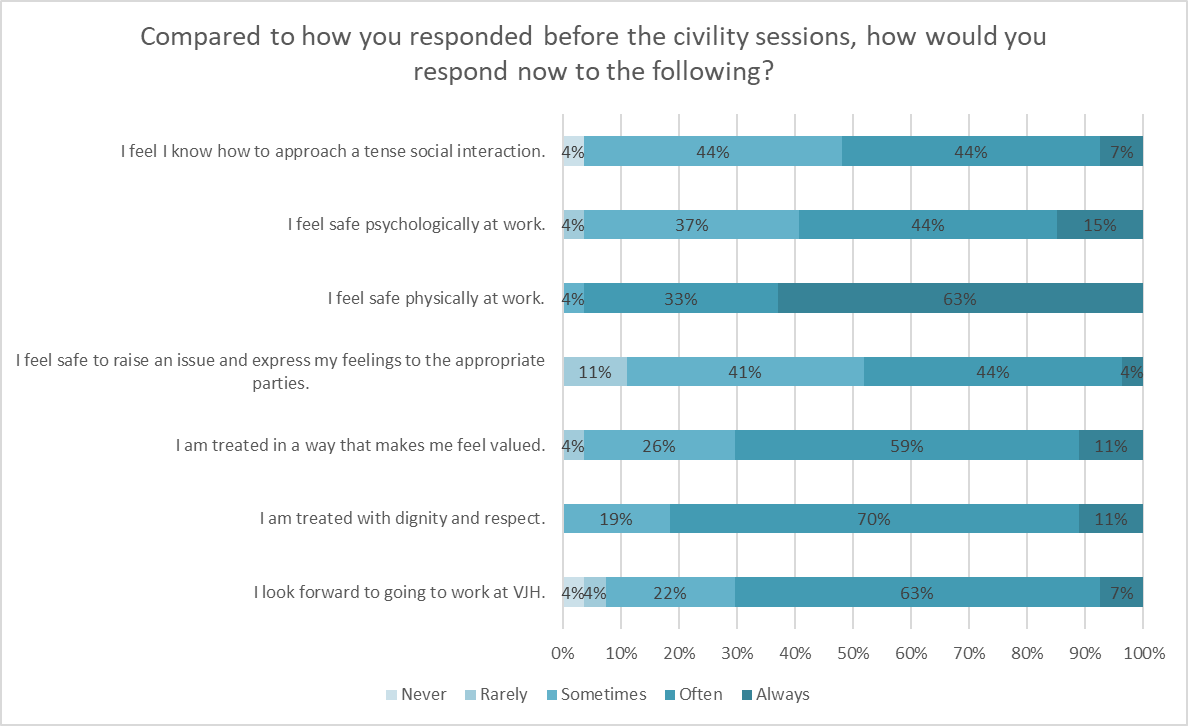 Compared to how you responded before the civility sessions, how would you
respond now to the following?
I feel I know how to approach a tense social interaction.
4% 44% 44% 7%
I feel safe psychologically at work.
4% 37% 44% 15%
I feel safe physically at work.
4% 33% 63%
I feel safe to raise an issue and express my feelings to the appropriate
parties.
11% 41% 44% 4%
I am treated in a way that makes me feel valued.
4% 26% 59% 11%
I am treated with dignity and respect.
19% 70% 11%
I look forward to going to work at VJH.
4% 4% 22% 63% 7%
0% 10% 20% 30% 40% 50% 60% 70% 80% 90% 100%
Never Rarely Sometimes Often Always